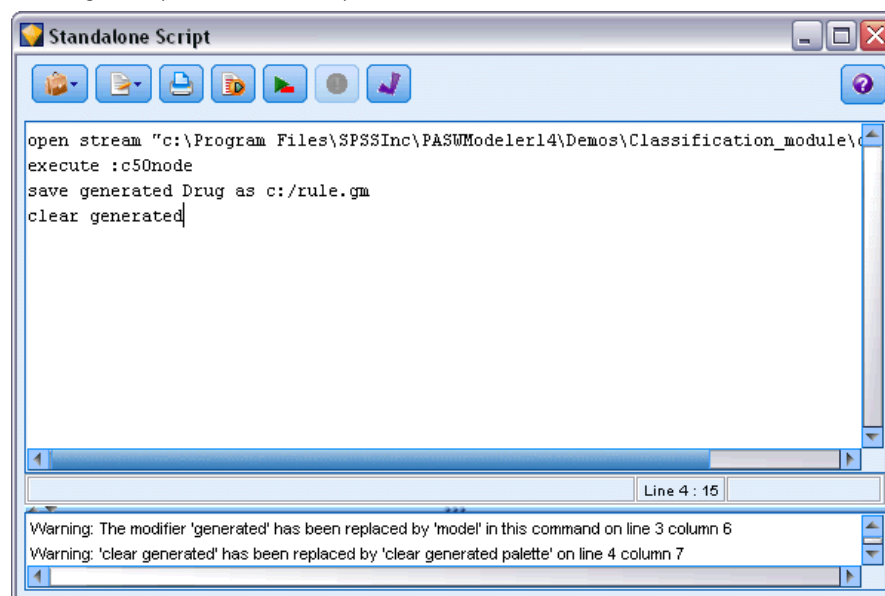 Standalone Script
open stream "c:\Program Files\SPSSInc\PASWModeler14\Demos\Classification_module\
execute :c50node
save generated Drug as c:/rule.gm
clear generated
Line 4 : 15
Warning: The modifier 'generated' has been replaced by 'model' in this command on line 3 column 6
Warning: 'clear generated' has been replaced by 'clear generated palette' on line 4 column 7